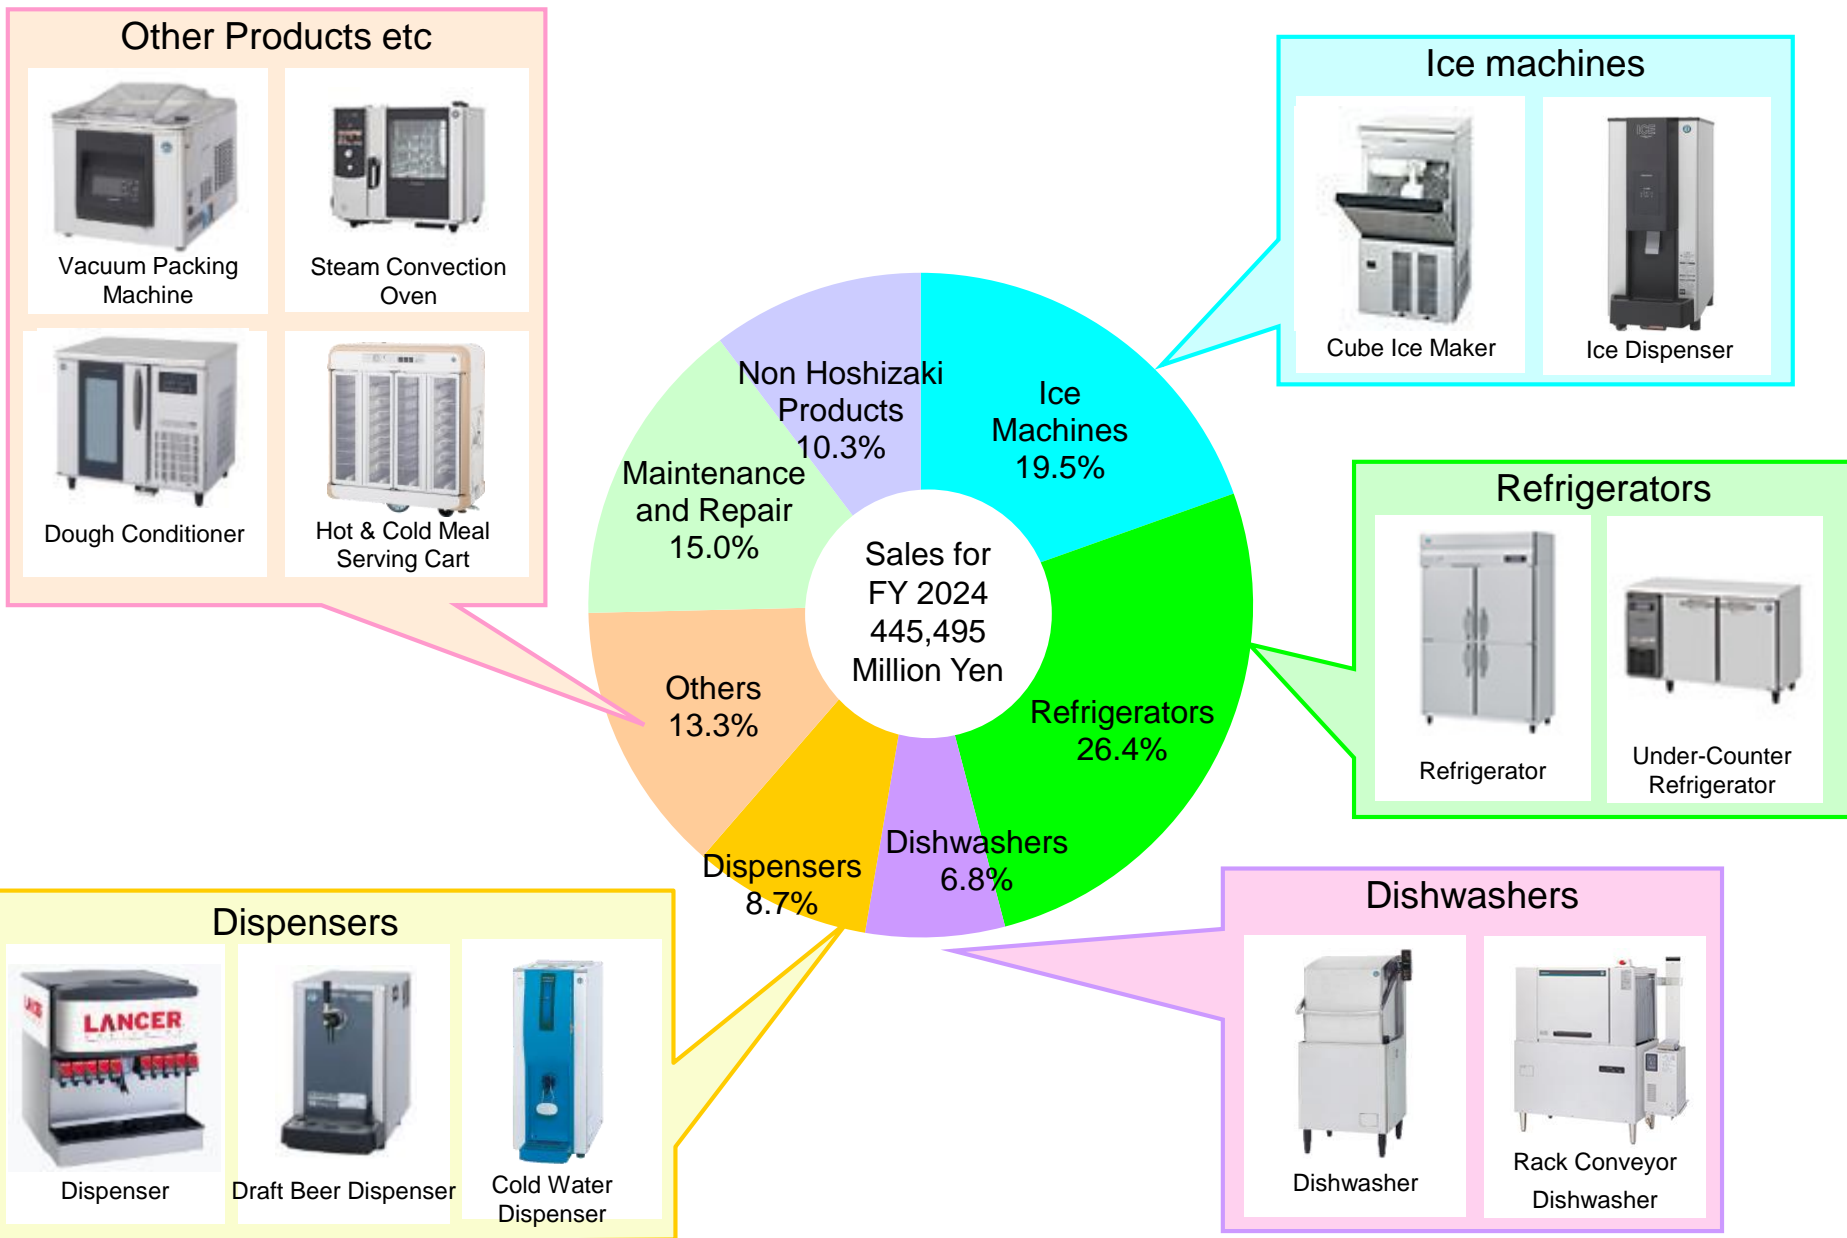 Other Products etc
Vacuum Packing
Machine
Steam Convection
Oven
Dough Conditioner
Hot & Cold Meal
Serving Cart
Ice machines
ICE
Cube Ice Maker
Ice Dispenser
Non Hoshizaki
Products
10.3%
Ice
Machines
19.5%
Maintenance
and Repair
15.0%
Sales for
FY 2024
445,495
Million Yen
Others
13.3%
Refrigerators
26.4%
Dispensers
8.7%
Dishwashers
6.8%
Refrigerators
Refrigerator
Under-Counter
Refrigerator
Dispensers
LANCER
Dispenser
Draft Beer Dispenser
Cold Water
Dispenser
Dishwashers
Dishwasher
Rack Conveyor
Dishwasher